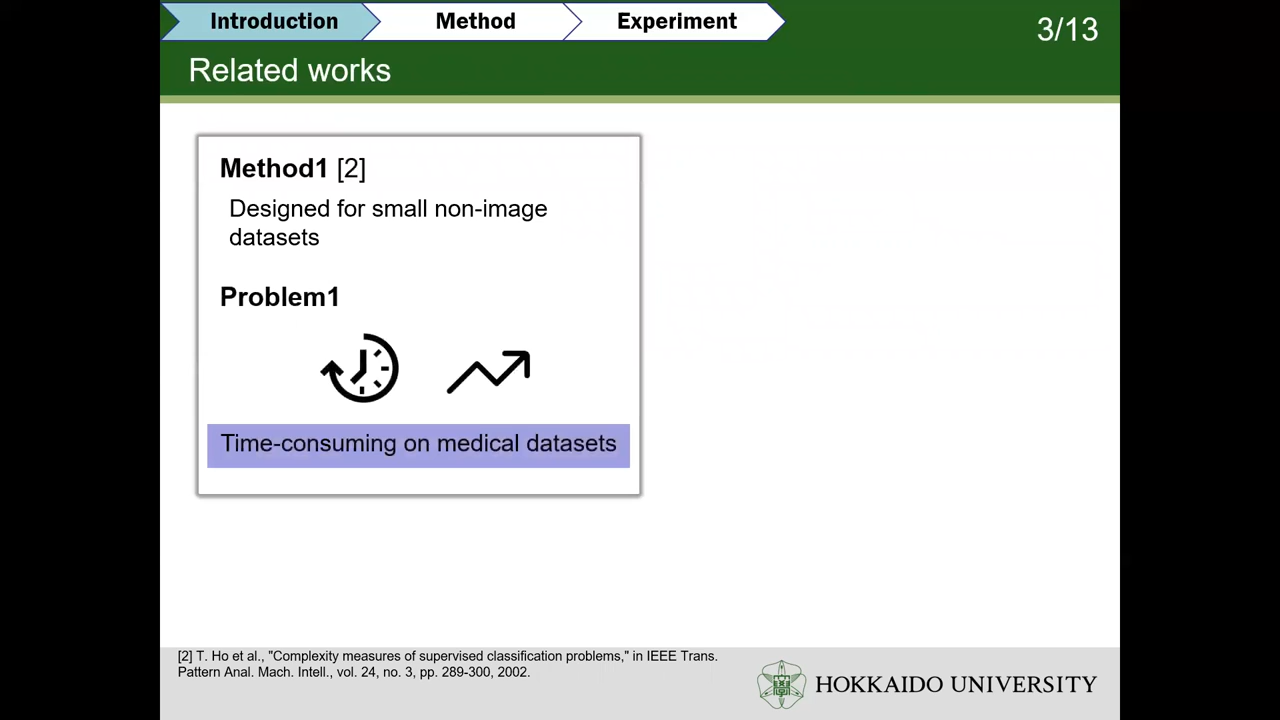 Introduction
Method
Experiment
3/13
Related works
Method1 [2]
Designed for small non-image
datasets
Problem1
Time-consuming on medical datasets
[2] T. Ho et al., "Complexity measures of supervised classification problems," in IEEE Trans.
Pattern Anal. Mach. Intell., vol. 24, no. 3, pp. 289-300, 2002.
HOKKAIDO UNIVERSITY